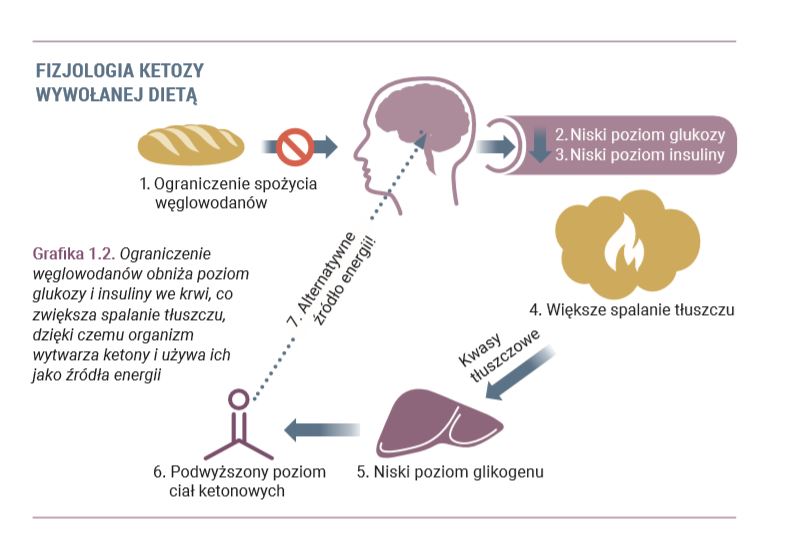 FIZJOLOGIA KETOZY
WYWOŁANEJ DIETĄ
1. Ograniczenie spożycia
węglowodanów
2. Niski poziom glukozy
3. Niski poziom insuliny
4. Większe spalanie tłuszczu
Kwasy
tłuszczowe
5. Niski poziom glikogenu
6. Podwyższony poziom
ciał ketonowych
7. Alternatywne
źródło energii!
Grafika 1.2. Ograniczenie
węglowodanów obniża poziom
glukozy i insuliny we krwi, co
zwiększa spalanie tłuszczu,
dzięki czemu organizm
wytwarza ketony i używa ich
jako źródła energii